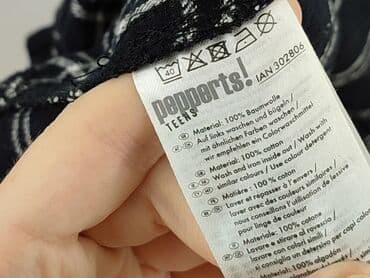 40
pepperts!
TEENS
IAN 302806
Material: 100% Baumwolle
Auf links waschen und bügeln /
mit ähnlichen Farben waschen /
wir empfehlen ein Colorwaschmittel
Material: 100% cotton
Wash and iron inside out / Wash with
similar colours / Use colour detergent
Matière : 100 % coton
Laver et repasser à l'envers /
laver avec des couleurs similaires /
nous conseillons l'utilisation de lessive
pour linge de couleur
Materiale: 100% cotone
Lavare e stirare al rovescio /
lavare con colori simili /
si consiglia un detersivo per capi colorati
Material: 100% algodón